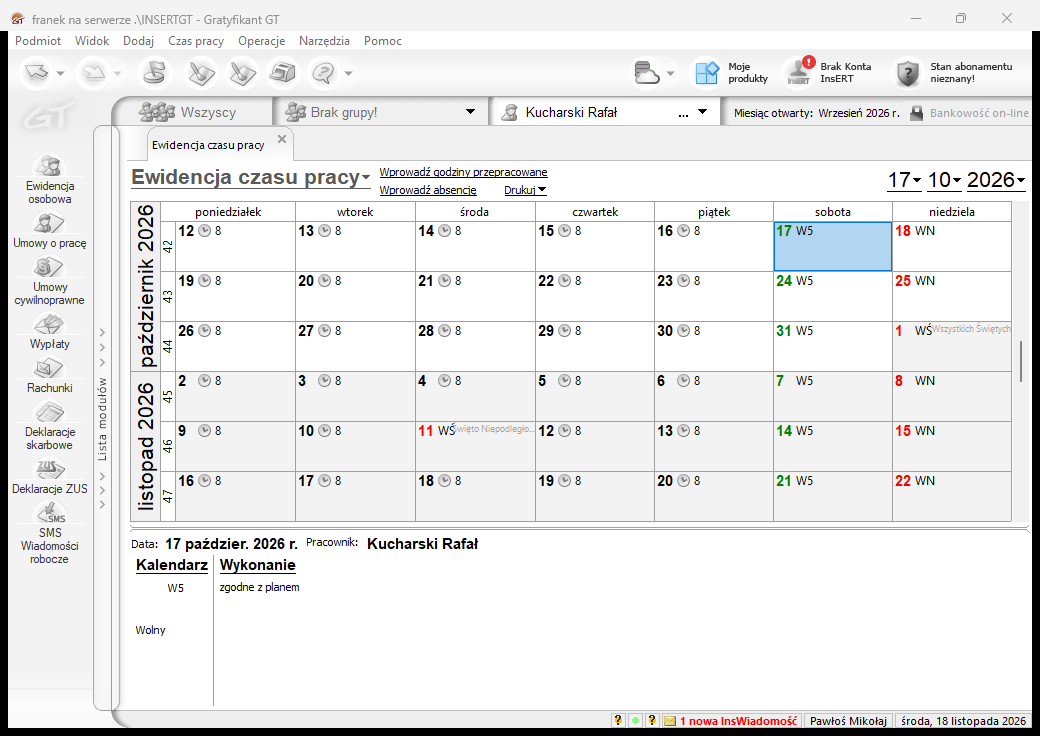 franek na serwerze .\INSERTGT - Gratyfikant GT
Podmiot Widok Dodaj Czas pracy Operacje Narzędzia Pomoc
Moje produkty
Brak Konta InsERT
Stan abonamentu nieznany!
GT
Wszyscy
Brak grupy!
Kucharski Rafał ...
Miesiąc otwarty: Wrzesień 2026 r.
Bankowość on-line
Ewidencja osobowa
Umowy o pracę
Umowy cywilnoprawne
Wypłaty
Rachunki
Deklaracje skarbowe
Deklaracje ZUS
SMS Wiadomości robocze
Lista modułów
Ewidencja czasu pracy
Ewidencja czasu pracy
Wprowadź godziny przepracowane
Wprowadź absencję Drukuj
17 10 2026
poniedziałek wtorek środa czwartek piątek sobota niedziela
październik 2026
42 12 8 13 8 14 8 15 8 16 8 17 W5 18 WN
43 19 8 20 8 21 8 22 8 23 8 24 W5 25 WN
44 26 8 27 8 28 8 29 8 30 8 31 W5 1 WŚ Wszystkich Świętych
listopad 2026
45 2 8 3 8 4 8 5 8 6 8 7 W5 8 WN
46 9 8 10 8 11 WŚ Święto Niepodległo... 12 8 13 8 14 W5 15 WN
47 16 8 17 8 18 8 19 8 20 8 21 W5 22 WN
Data: 17 paździer. 2026 r. Pracownik: Kucharski Rafał
Kalendarz Wykonanie
W5 zgodne z planem
Wolny
1 nowa InsWiadomość Pawłoś Mikołaj środa, 18 listopada 2026